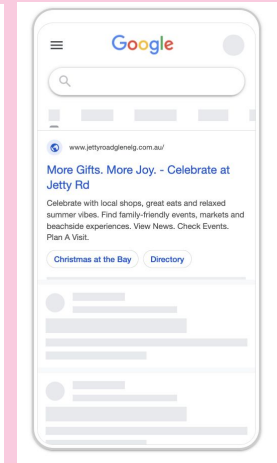 Google
www.jettyroadglenelg.com.au/
More Gifts. More Joy. - Celebrate at
Jetty Rd
Celebrate with local shops, great eats and relaxed
summer vibes. Find family-friendly events, markets and
beachside experiences. View News. Check Events.
Plan A Visit.
Christmas at the Bay Directory